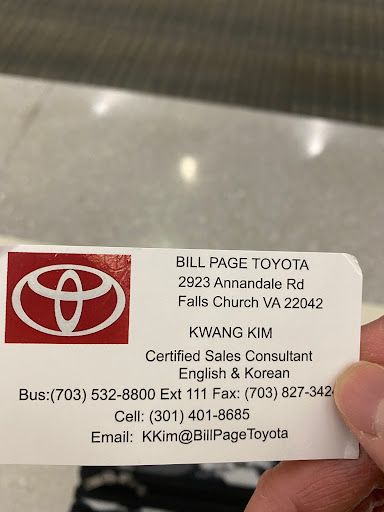 BILL PAGE TOYOTA
2923 Annandale Rd
Falls Church VA 22042
KWANG KIM
Certified Sales Consultant
English & Korean
Bus:(703) 532-8800 Ext 111 Fax: (703) 827-342
Cell: (301) 401-8685
Email: KKim@BillPageToyota